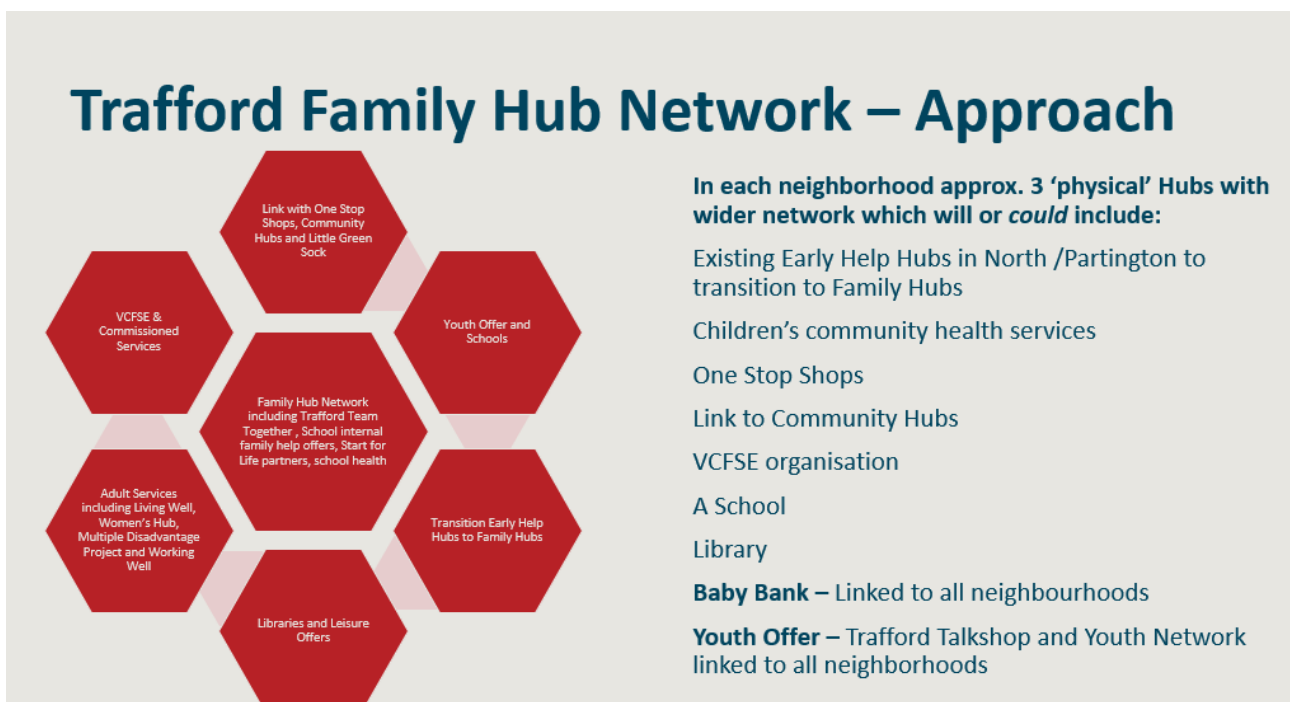 Trafford Family Hub Network – Approach
Link with One Stop
Shops, Community
Hubs and Little Green
Sock
VCFSE &
Commissioned
Services
Youth Offer and
Schools
Family Hub Network
including Trafford Team
Together , School internal
family help offers, Start for
Life partners, school health
Adult Services
including Living Well,
Women's Hub,
Multiple Disadvantage
Project and Working
Well
Transition Early Help
Hubs to Family Hubs
Libraries and Leisure
Offers
In each neighborhood approx. 3 ‘physical’ Hubs with
wider network which will or could include:
Existing Early Help Hubs in North /Partington to
transition to Family Hubs
Children’s community health services
One Stop Shops
Link to Community Hubs
VCFSE organisation
A School
Library
Baby Bank – Linked to all neighbourhoods
Youth Offer – Trafford Talkshop and Youth Network
linked to all neighborhoods